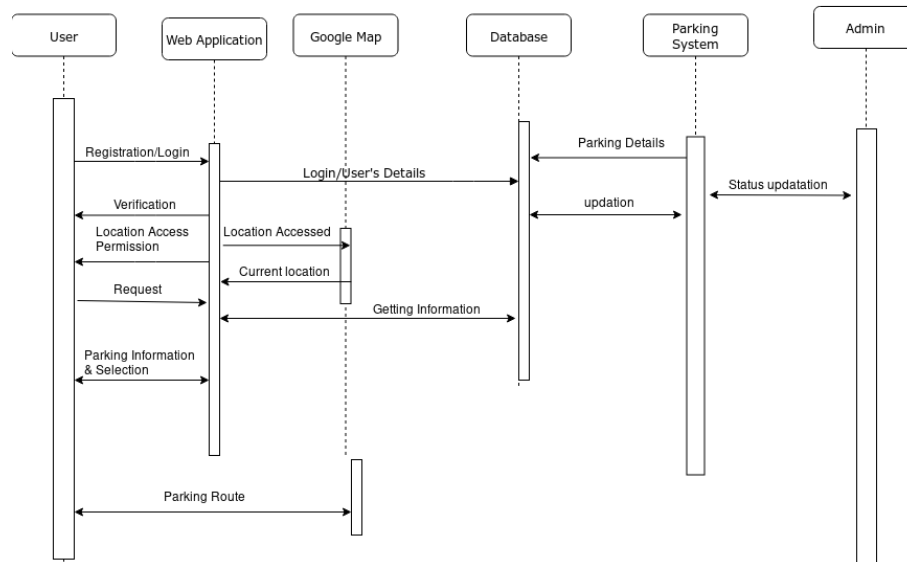 User
Web Application
Google Map
Database
Parking
System
Admin
Registration/Login
Parking Details
Login/User's Details
Status updatation
Verification
updation
Location Access
Permission
Location Accessed
Current location
Request
Getting Information
Parking Information
& Selection
Parking Route